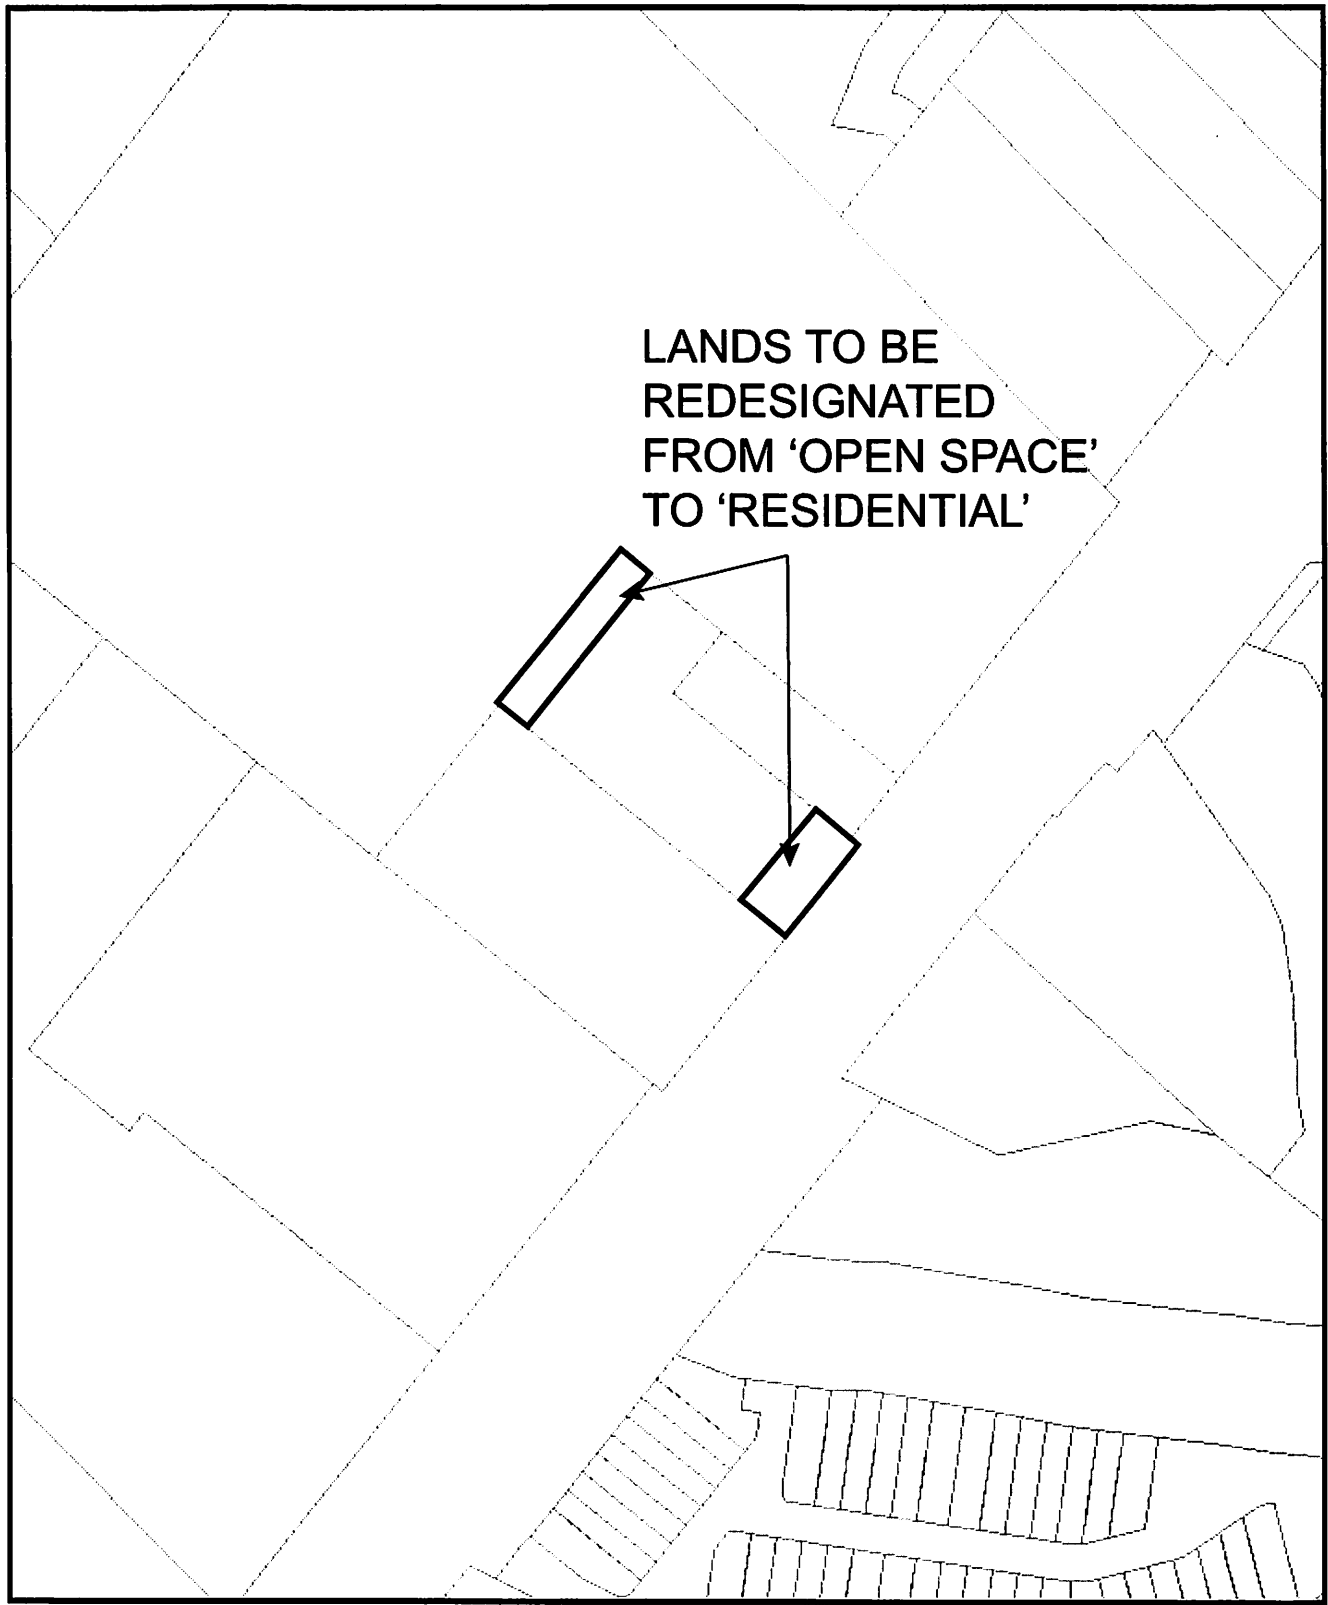 LANDS TO BE
REDESIGNATED
FROM ‘OPEN SPACE’
TO ‘RESIDENTIAL’